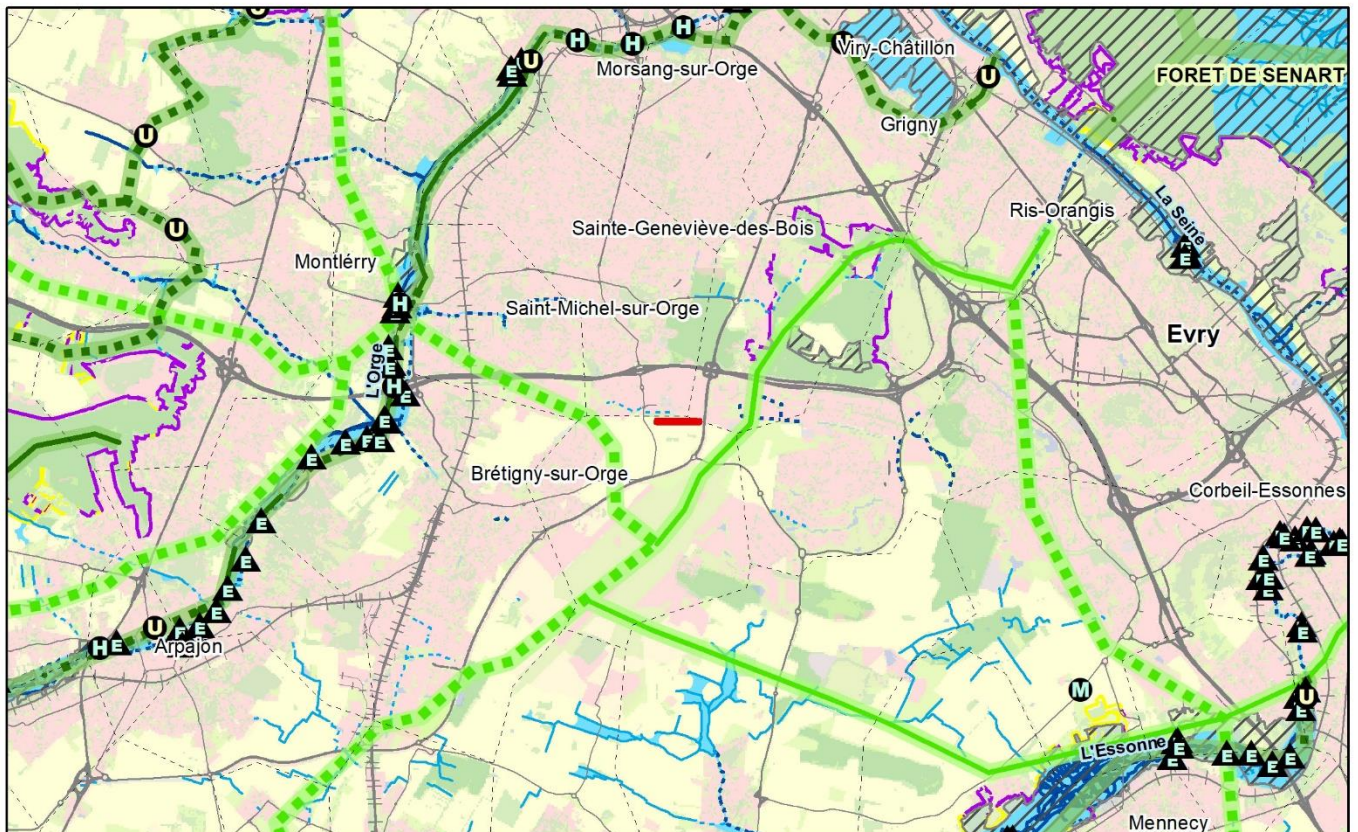 U
E
U
H
H
H
U
Viry-Châtillon
Morsang-sur-Orge
U
FORET DE SENART
U
Grigny
La Seine
Ris-Orangis
U
Sainte-Geneviève-des-Bois
E
Montlérry
H
Saint-Michel-sur-Orge
Evry
E
E
L'Orge
H
E
E
E
E
E
E
Brétigny-sur-Orge
Corbeil-Essonnes
E
E
E
E
E
E
E
E
E
E
E
U
E
E
E
H
E
Arpajon
M
U
E
L'Essonne
E
E
E
E
E
E
Mennecy